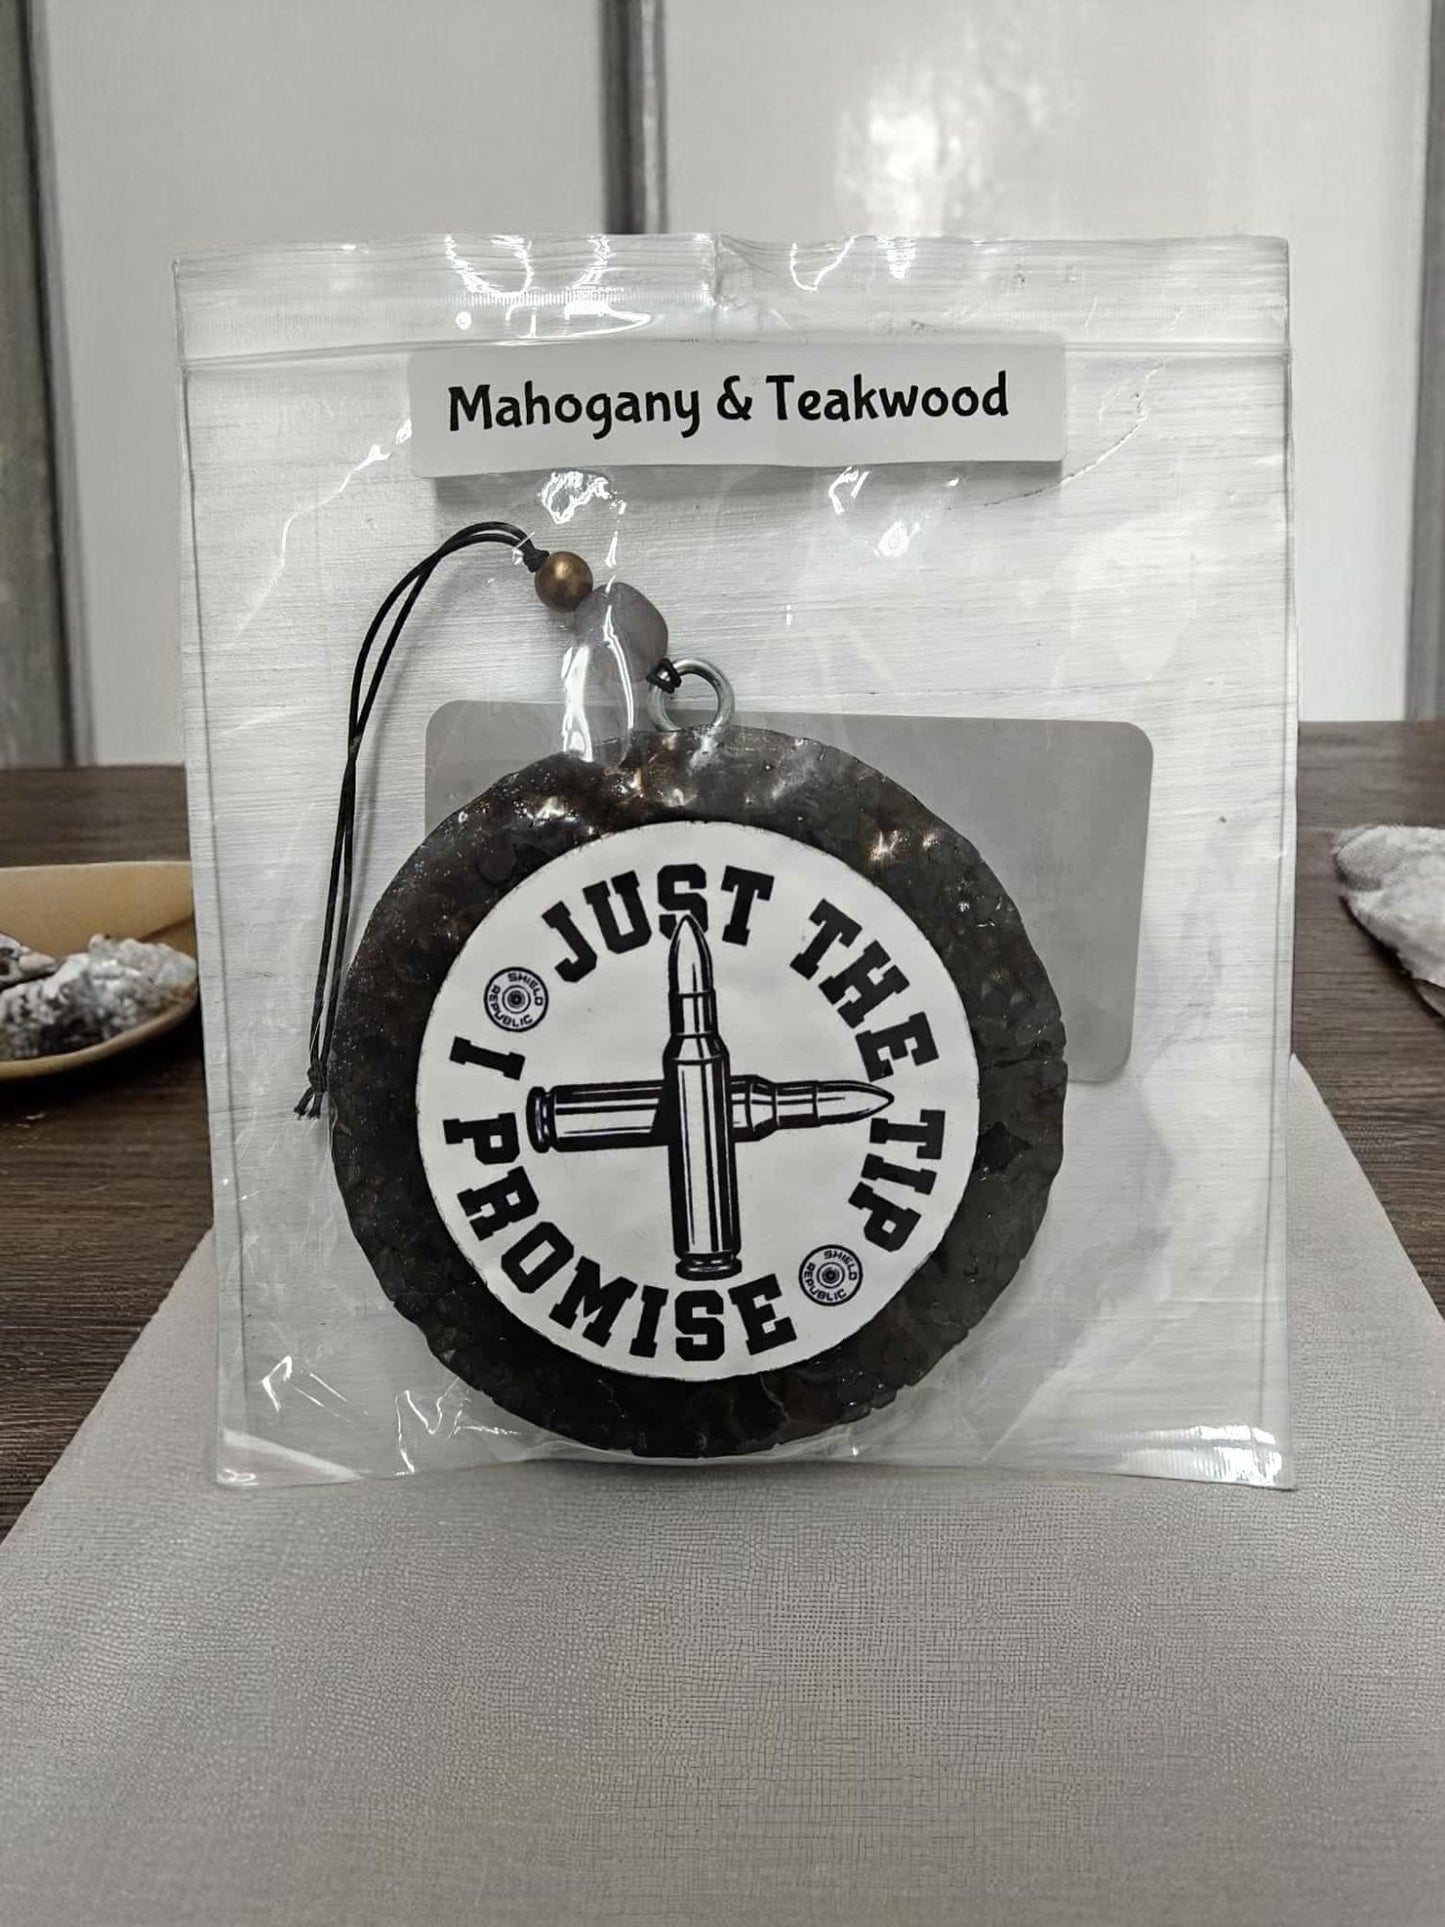 Mahogany & Teakwood
JUST THE TIP
I PROMISE
SHIELD
REPUBLIC
SHIELD
REPUBLIC